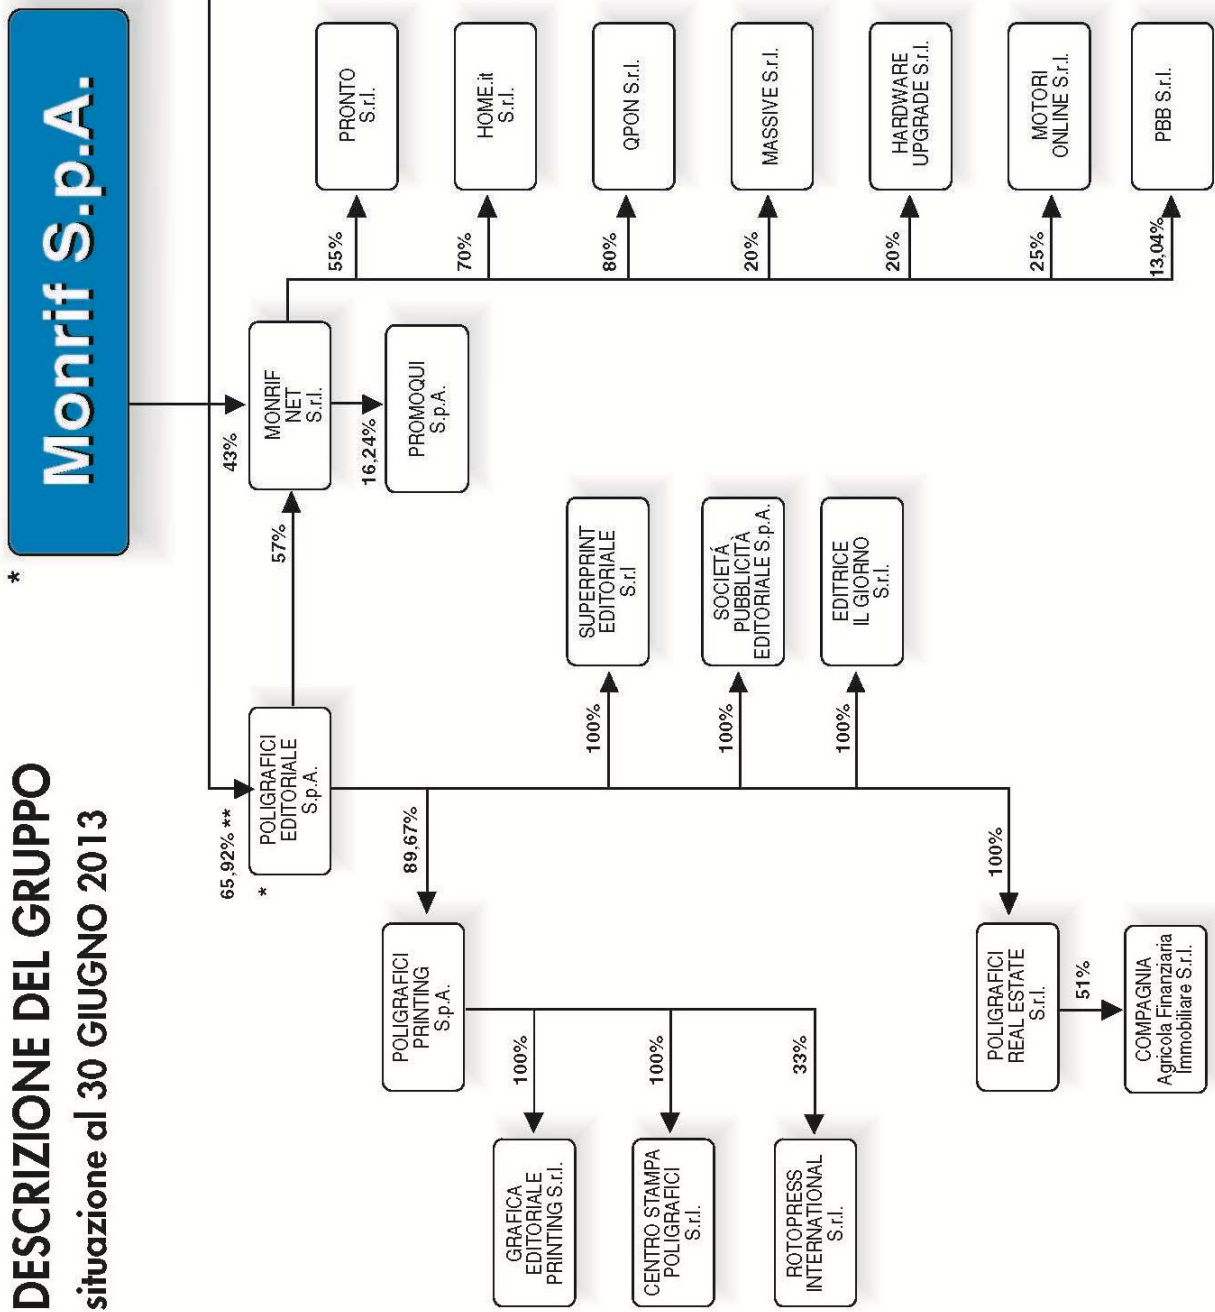 DESCRIZIONE DEL GRUPPO
situazione al 30 GIUGNO 2013
*
Monrif S.p.A.
65,92% **
*
POLIGRAFICI
EDITORIALE
S.p.A.
57%
43%
MONRIF
NET
S.r.l.
16,24%
PROMOQUI
S.p.A.
55%
PRONTO
S.r.l.
70%
HOME.it
S.r.l.
80%
QPON S.r.l.
20%
MASSIVE S.r.l.
20%
HARDWARE
UPGRADE S.r.l.
25%
MOTORI
ONLINE S.r.l.
13,04%
PBB S.r.l.
89,67%
POLIGRAFICI
PRINTING
S.p.A.
100%
GRAFICA
EDITORIALE
PRINTING S.r.l.
100%
CENTRO STAMPA
POLIGRAFICI
S.r.l.
33%
ROTOPRESS
INTERNATIONAL
S.r.l.
100%
SUPERPRINT
EDITORIALE
S.r.l
100%
SOCIETÁ
PUBBLICITÀ
EDITORIALE S.p.A.
100%
EDITRICE
IL GIORNO
S.r.l.
100%
POLIGRAFICI
REAL ESTATE
S.r.l.
51%
COMPAGNIA
Agricola Finanziaria
Immobiliare S.r.l.